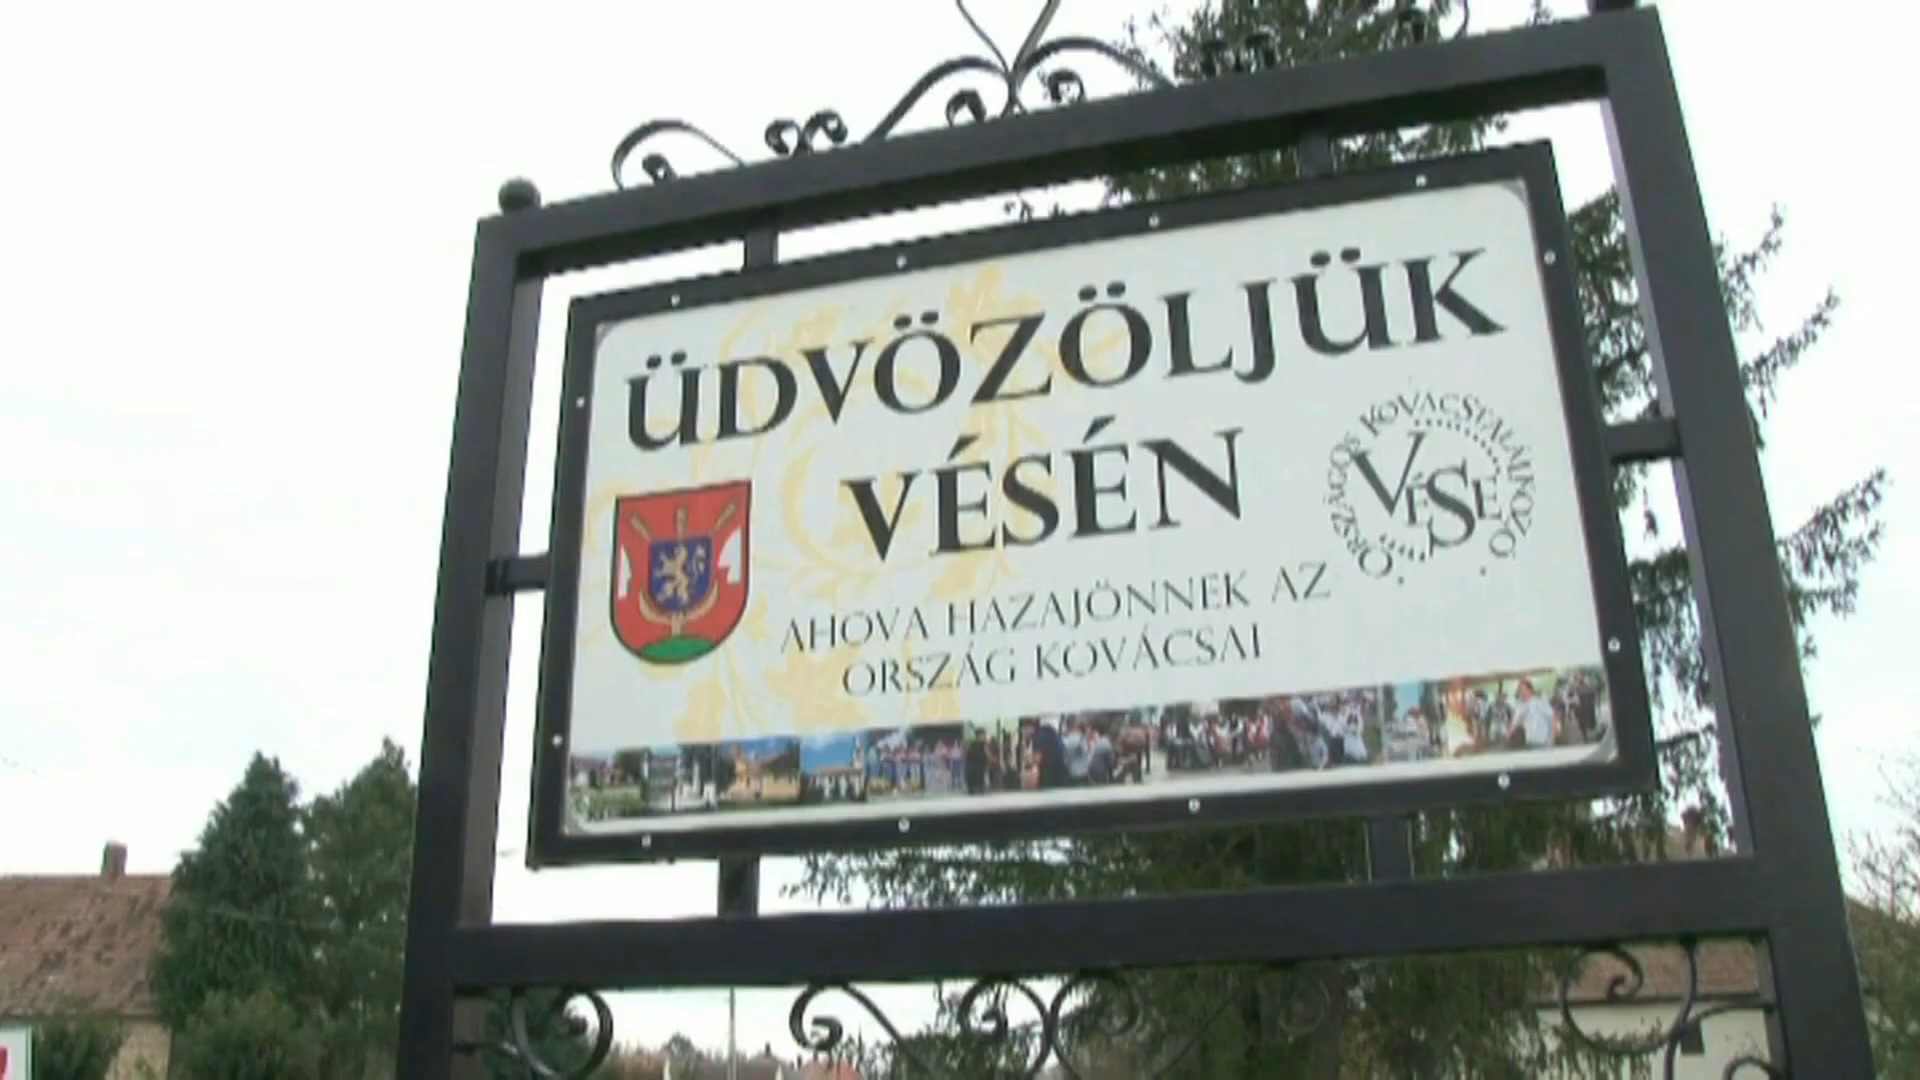 ÜDVÖZÖLJÜK
VÉSÉN
ORSZÁGOS KOVÁCSTALÁLKOZÓ
VÉSE
AHOVA HAZAJÖNNEK AZ
ORSZÁG KOVÁCSAI